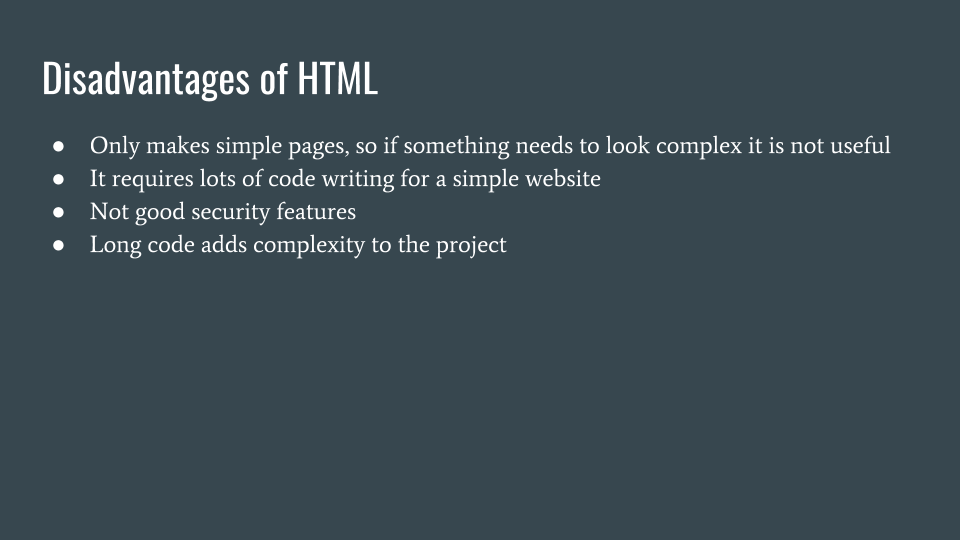 Disadvantages of HTML
● Only makes simple pages, so if something needs to look complex it is not useful
● It requires lots of code writing for a simple website
● Not good security features
● Long code adds complexity to the project